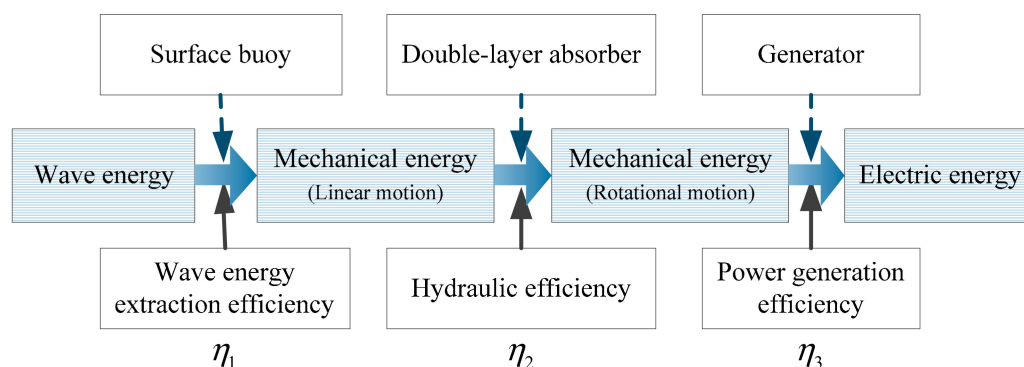 Surface buoy
Double-layer absorber
Generator
Wave energy
Mechanical energy
(Linear motion)
Mechanical energy
(Rotational motion)
Electric energy
Wave energy
extraction efficiency
Hydraulic efficiency
Power generation
efficiency
η₁
η₂
η₃